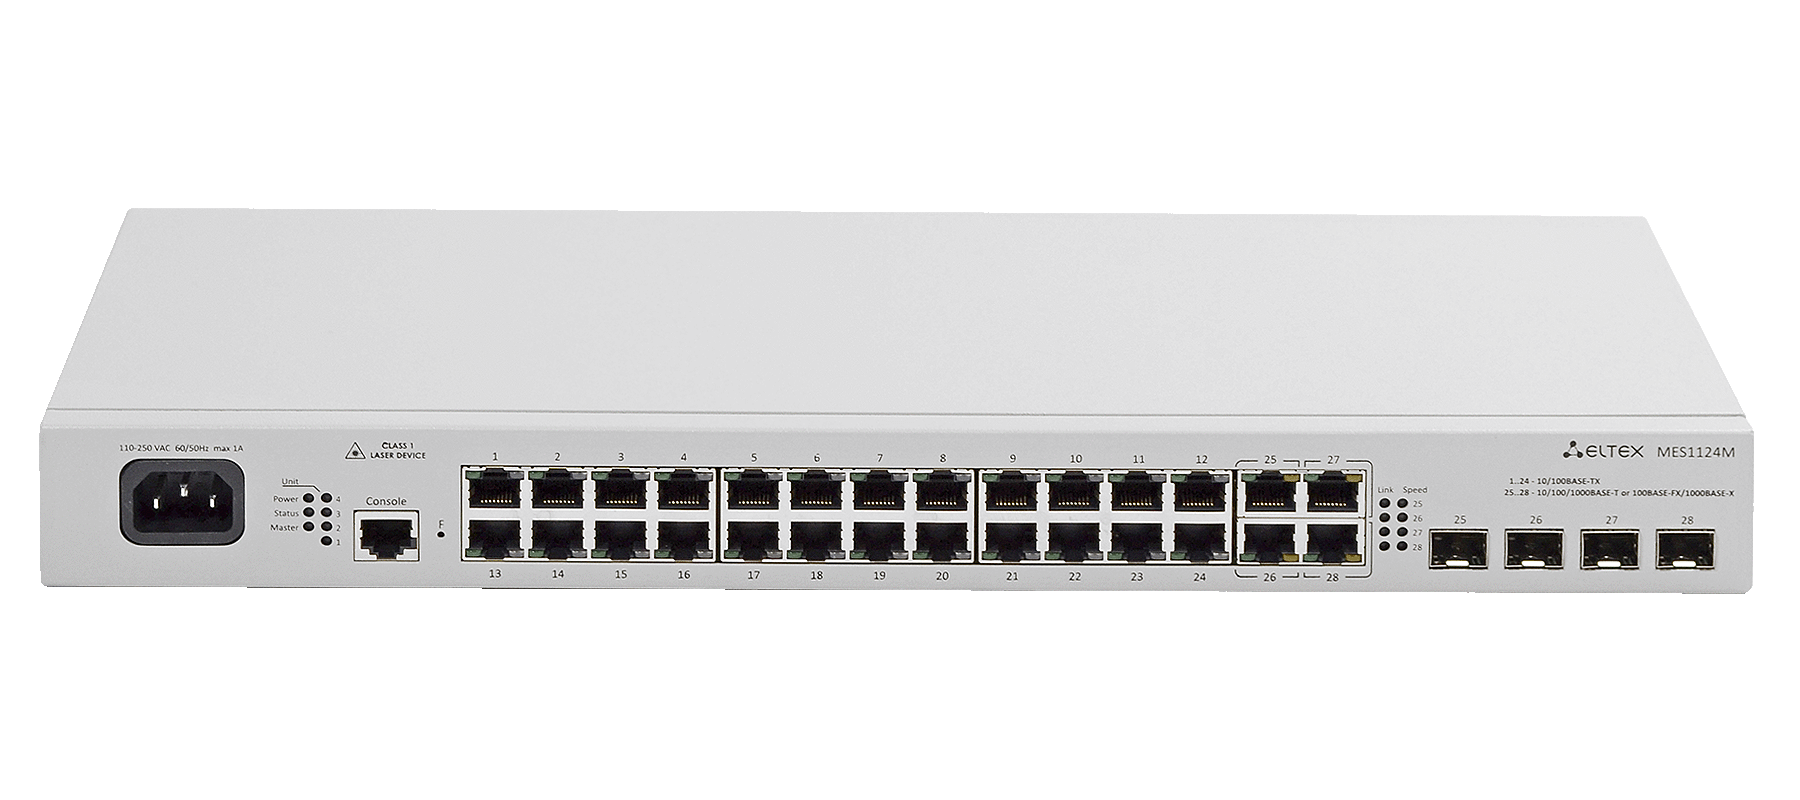 110-250 VAC 60/50Hz max 1A
CLASS 1
LASER DEVICE
Unit
Power 4
Status 3
Master 2
1
Console
F
1 2 3 4 5 6 7 8 9 10 11 12
13 14 15 16 17 18 19 20 21 22 23 24
25 27
26 28
Link Speed
25
26
27
28
ELTEX MES1124M
1..24 - 10/100BASE-TX
25..28 - 10/100/1000BASE-T or 100BASE-FX/1000BASE-X
25 26 27 28